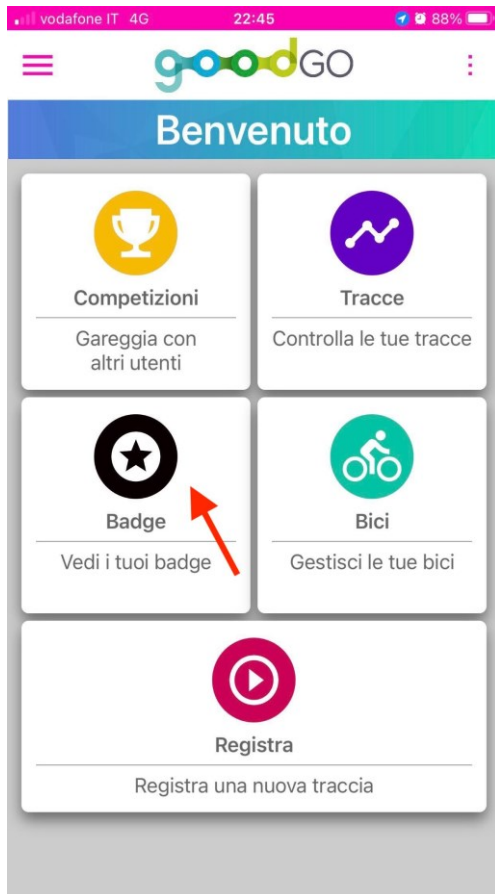 vodafone IT 4G 22:45 88%
goodGO
Benvenuto
Competizioni
Gareggia con
altri utenti
Tracce
Controlla le tue tracce
Badge
Vedi i tuoi badge
Bici
Gestisci le tue bici
Registra
Registra una nuova traccia